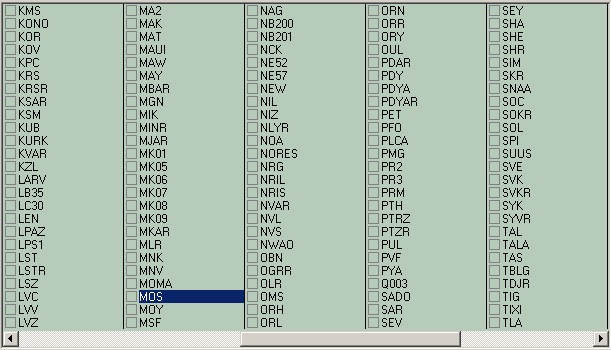 KMS
KONO
KOR
KOV
KPC
KRS
KRSR
KSAR
KSM
KUB
KURK
KVAR
KZL
LARV
LB35
LC30
LEN
LPAZ
LPS1
LST
LSTR
LSZ
LVC
LVV
LVZ
MA2
MAK
MAT
MAUI
MAW
MAY
MBAR
MGN
MIK
MINR
MJAR
MK01
MK05
MK06
MK07
MK08
MK09
MKAR
MLR
MNK
MNV
MOMA
MOS
MOY
MSF
NAG
NB200
NB201
NCK
NE52
NE57
NEW
NIL
NIZ
NLYR
NOA
NORES
NRG
NRIL
NRIS
NVAR
NVL
NVS
NWAO
OBN
OGRR
OLR
OMS
ORH
ORL
ORN
ORR
ORY
OUL
PDAR
PDY
PDYA
PDYAR
PET
PFO
PLCA
PMG
PR2
PR3
PRM
PTH
PTRZ
PTZR
PUL
PVF
PYA
Q003
SADO
SAR
SEV
SEY
SHA
SHE
SHR
SIM
SKR
SNAA
SOC
SOKR
SOL
SPI
SUUS
SVE
SVK
SVKR
SYK
SYVR
TAL
TALA
TAS
TBLG
TDJR
TIG
TIXI
TLA